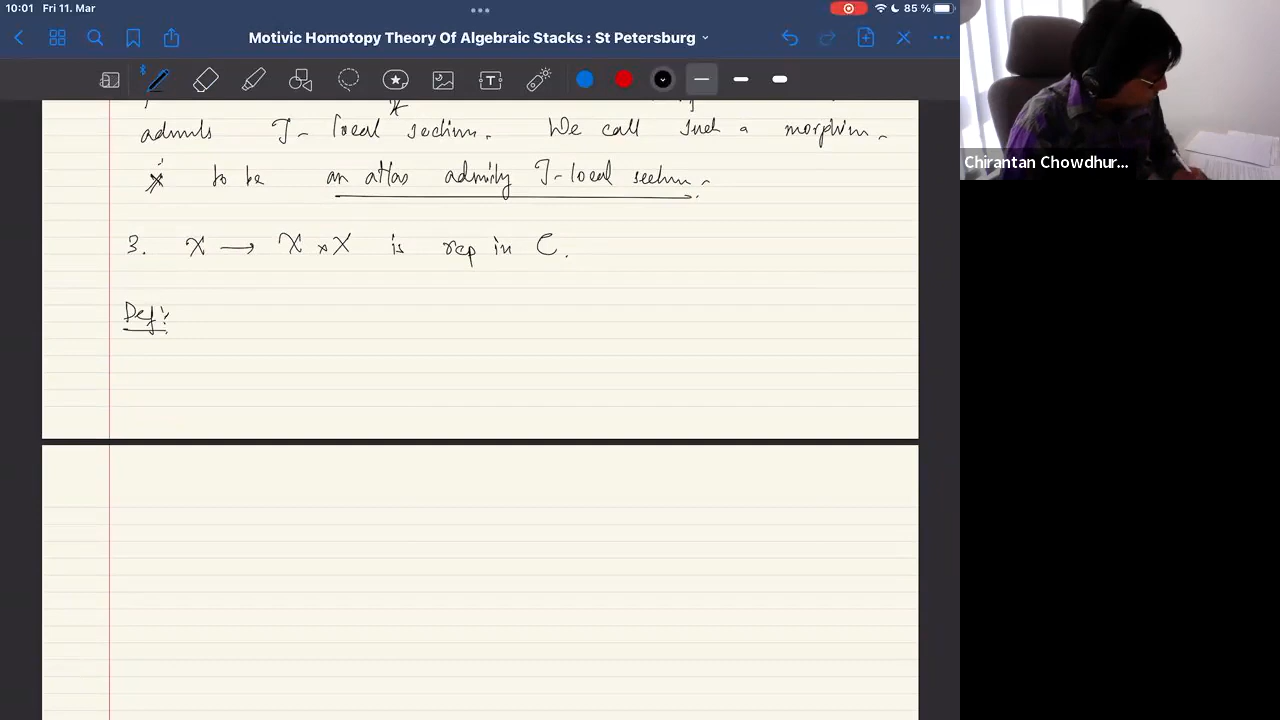 10:01 Fri 11. Mar
85 %
Motivic Homotopy Theory Of Algebraic Stacks : St Petersburg
admits T- local section. We call such a morphism.
x to be an atlas admitting T-local section.
3. X → X × X is rep in C.
Def:
Chirantan Chowdhur...